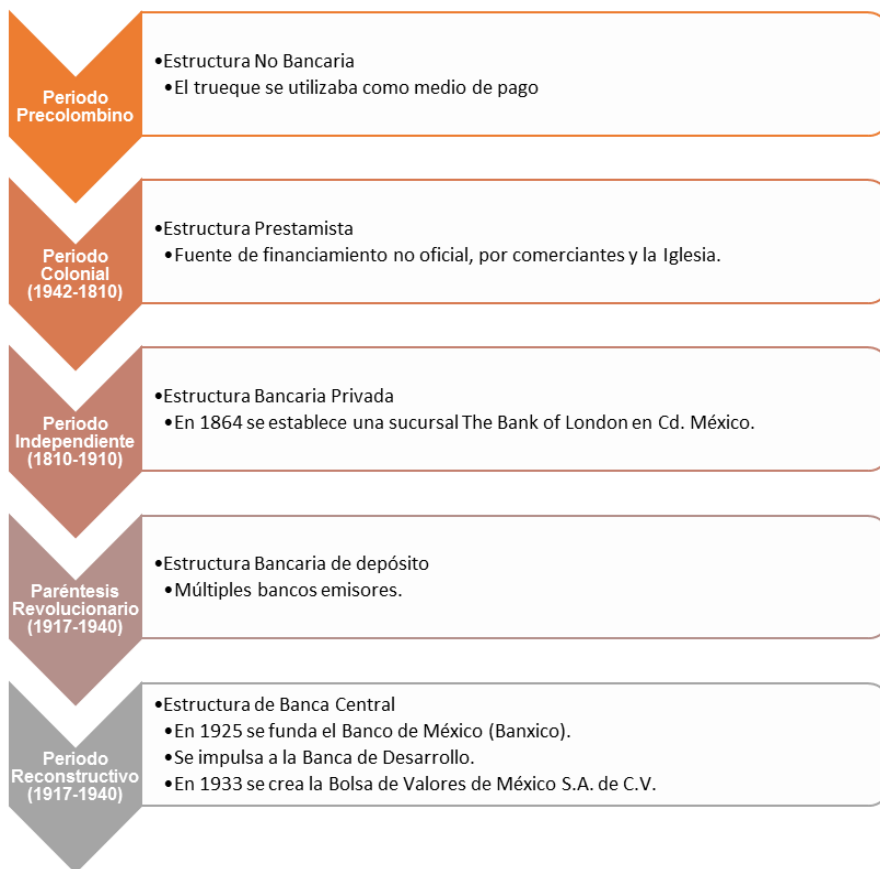 Periodo
Precolombino
•Estructura No Bancaria
•El trueque se utilizaba como medio de pago
Periodo
Colonial
(1942-1810)
•Estructura Prestamista
•Fuente de financiamiento no oficial, por comerciantes y la Iglesia.
Periodo
Independiente
(1810-1910)
•Estructura Bancaria Privada
•En 1864 se establece una sucursal The Bank of London en Cd. México.
Paréntesis
Revolucionario
(1917-1940)
•Estructura Bancaria de depósito
•Múltiples bancos emisores.
Periodo
Reconstructivo
(1917-1940)
•Estructura de Banca Central
•En 1925 se funda el Banco de México (Banxico).
•Se impulsa a la Banca de Desarrollo.
•En 1933 se crea la Bolsa de Valores de México S.A. de C.V.